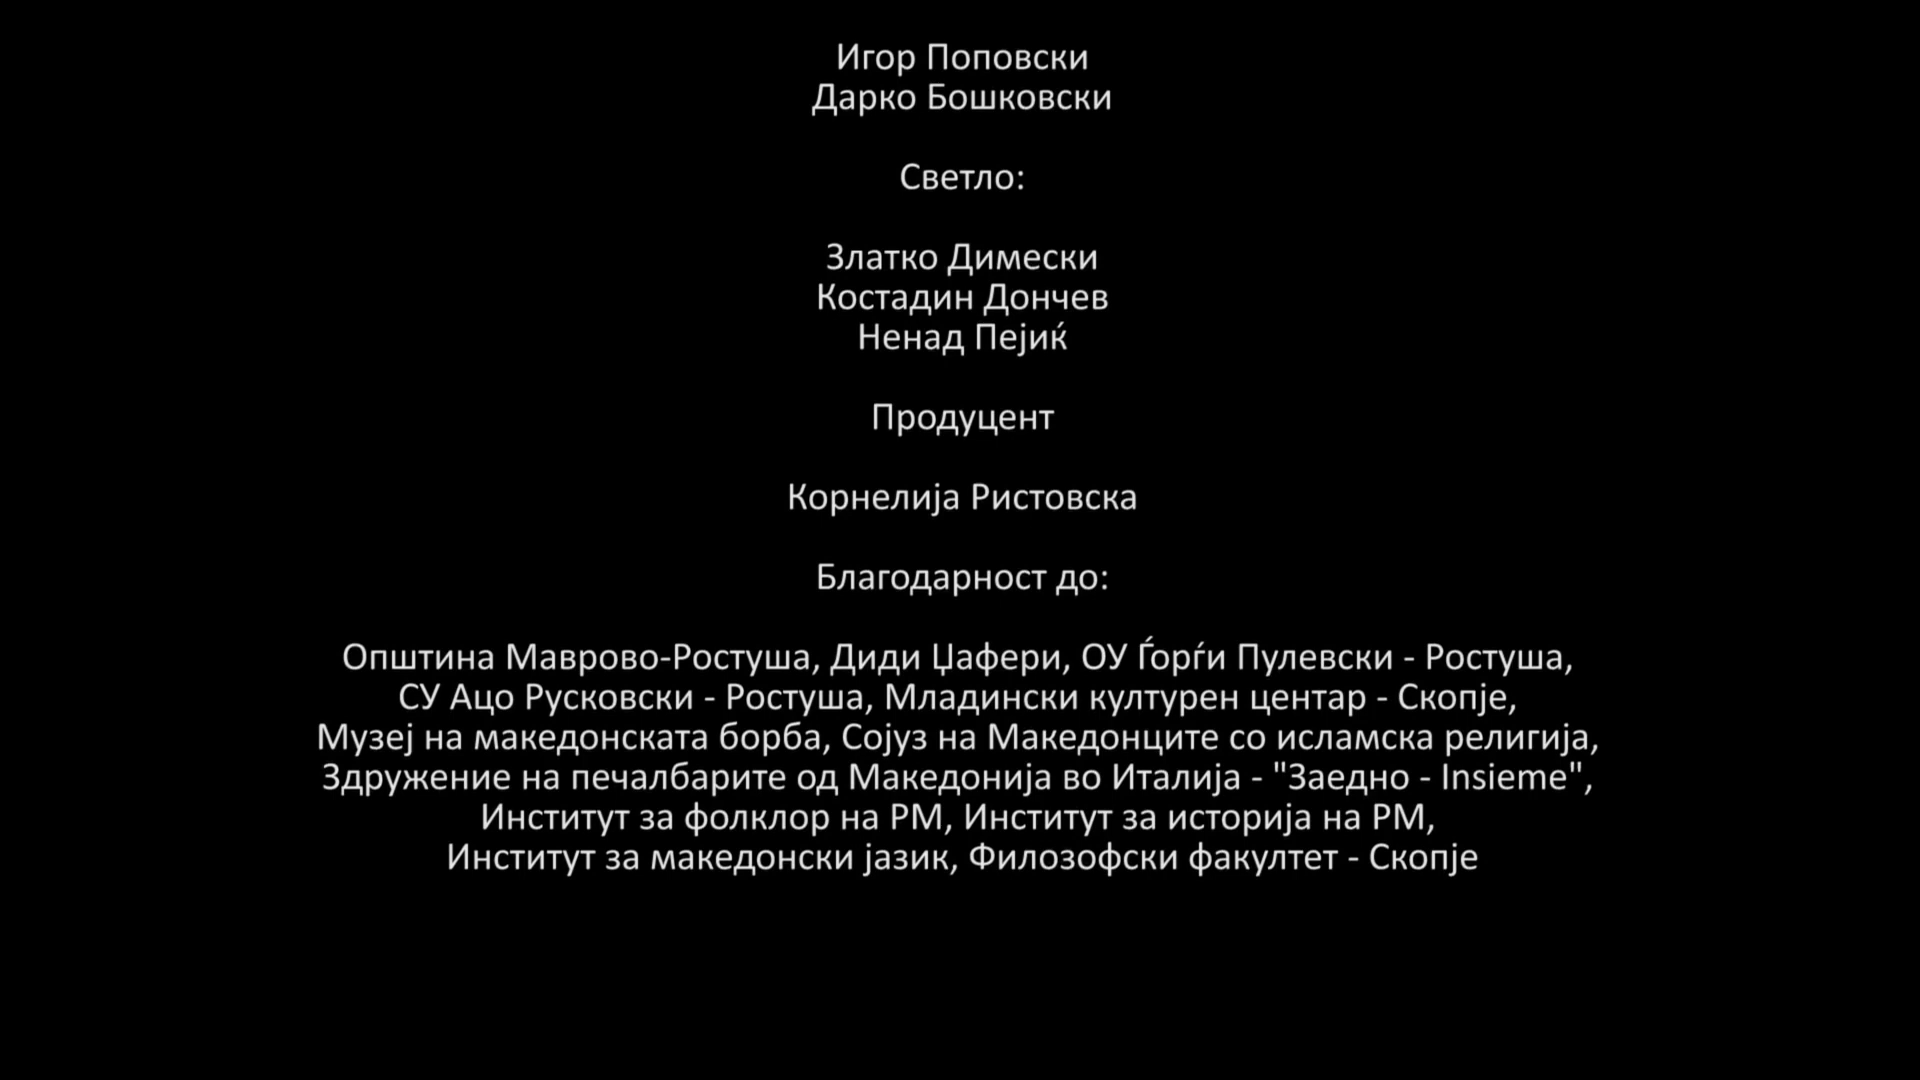 Игор Поповски
Дарко Бошковски
Светло:
Златко Димески
Костадин Дончев
Ненад Пејиќ
Продуцент
Корнелија Ристовска
Благодарност до:
Општина Маврово-Ростуша, Диди Џафери, ОУ Ѓорѓи Пулевски - Ростуша,
СУ Ацо Русковски - Ростуша, Младински културен центар - Скопје,
Музеј на македонската борба, Сојуз на Македонците со исламска религија,
Здружение на печалбарите од Македонија во Италија - "Заедно - Insieme",
Институт за фолклор на РМ, Институт за историја на РМ,
Институт за македонски јазик, Филозофски факултет - Скопје